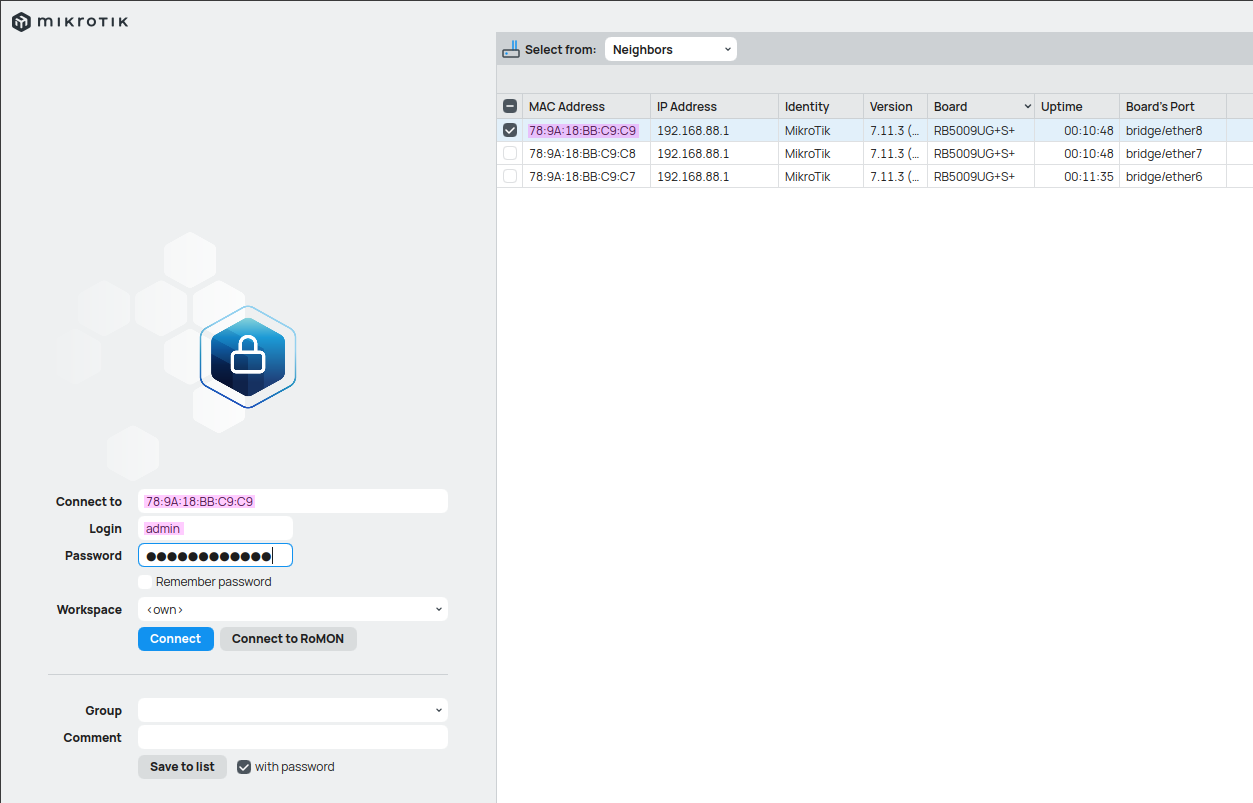 mikrotik
Select from: Neighbors
MAC Address IP Address Identity Version Board Uptime Board's Port
78:9A:18:BB:C9:C9 192.168.88.1 MikroTik 7.11.3 (... RB5009UG+S+ 00:10:48 bridge/ether8
78:9A:18:BB:C9:C8 192.168.88.1 MikroTik 7.11.3 (... RB5009UG+S+ 00:10:48 bridge/ether7
78:9A:18:BB:C9:C7 192.168.88.1 MikroTik 7.11.3 (... RB5009UG+S+ 00:11:35 bridge/ether6
Connect to 78:9A:18:BB:C9:C9
Login admin
Password ●●●●●●●●●●●●
Remember password
Workspace <own>
Connect Connect to RoMON
Group
Comment
Save to list with password